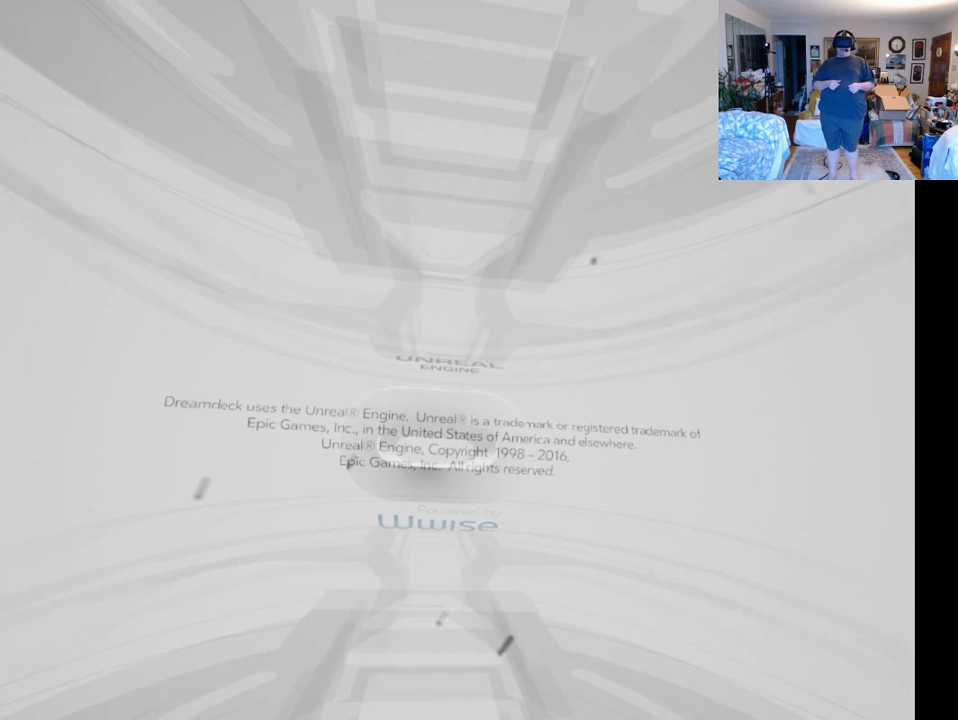 UNREAL
ENGINE
Dreamdeck uses the Unreal® Engine. Unreal® is a trademark or registered trademark of
Epic Games, Inc., in the United States of America and elsewhere.
Unreal® Engine, Copyright 1998 – 2016,
Epic Games, Inc. All rights reserved.
Powered by
Wwise